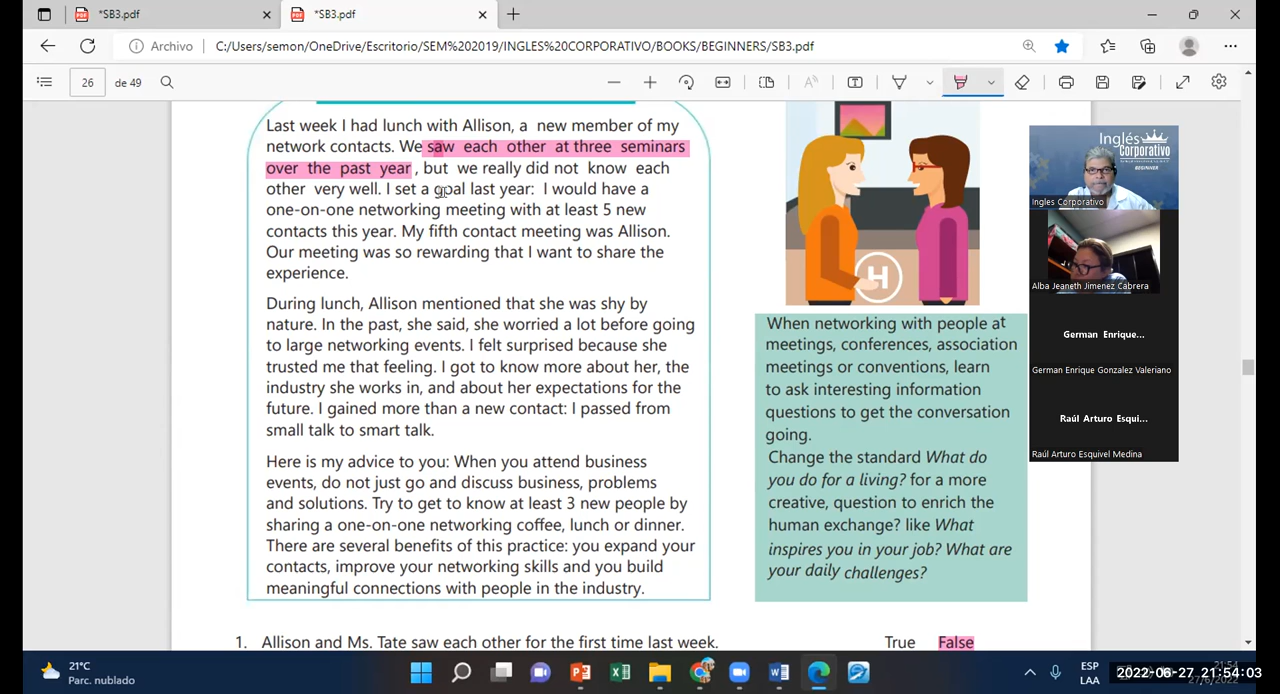 *SB3.pdf
*SB3.pdf
Archivo
C:/Users/semon/OneDrive/Escritorio/SEM%202019/INGLES%20CORPORATIVO/BOOKS/BEGINNERS/SB3.pdf
26
de 49
Last week I had lunch with Allison, a new member of my
network contacts. We saw each other at three seminars
over the past year, but we really did not know each
other very well. I set a goal last year: I would have a
one-on-one networking meeting with at least 5 new
contacts this year. My fifth contact meeting was Allison.
Our meeting was so rewarding that I want to share the
experience.
During lunch, Allison mentioned that she was shy by
nature. In the past, she said, she worried a lot before going
to large networking events. I felt surprised because she
trusted me that feeling. I got to know more about her, the
industry she works in, and about her expectations for the
future. I gained more than a new contact: I passed from
small talk to smart talk.
Here is my advice to you: When you attend business
events, do not just go and discuss business, problems
and solutions. Try to get to know at least 3 new people by
sharing a one-on-one networking coffee, lunch or dinner.
There are several benefits of this practice: you expand your
contacts, improve your networking skills and you build
meaningful connections with people in the industry.
H
When networking with people at
meetings, conferences, association
meetings or conventions, learn
to ask interesting information
questions to get the conversation
going.
Change the standard What do
you do for a living? for a more
creative, question to enrich the
human exchange? like What
inspires you in your job? What are
your daily challenges?
1. Allison and Ms. Tate saw each other for the first time last week. True False
Inglés
Corporativo
BEGINNER
Ingles Corporativo
Alba Jeaneth Jimenez Cabrera
German Enrique...
German Enrique Gonzalez Valeriano
Raúl Arturo Esqui...
Raúl Arturo Esquivel Medina
21°C
Parc. nublado
ESP
LAA
2022-06-27, 21:54:03